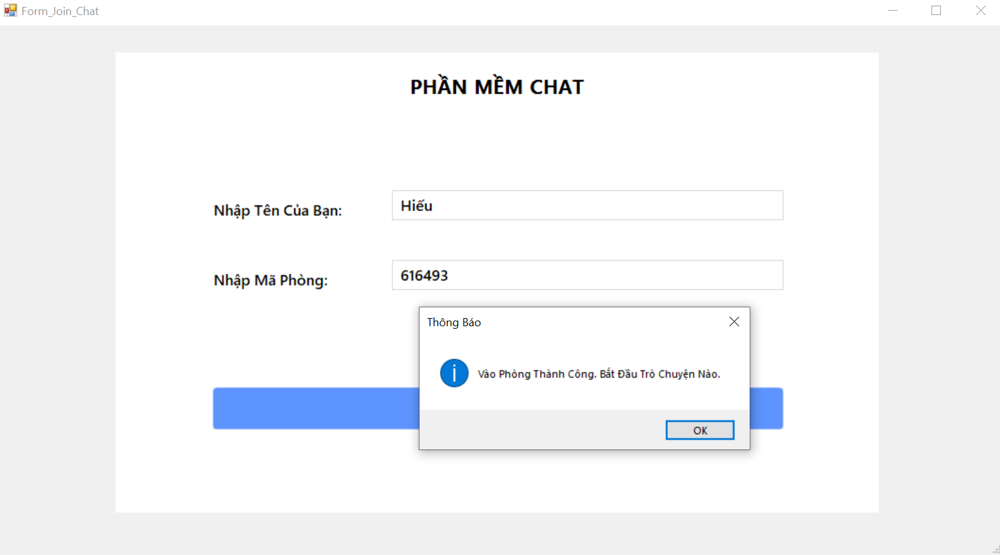 Form_Join_Chat
PHẦN MỀM CHAT
Nhập Tên Của Bạn:
Hiếu
Nhập Mã Phòng:
616493
Thông Báo
Vào Phòng Thành Công. Bắt Đầu Trò Chuyện Nào.
OK